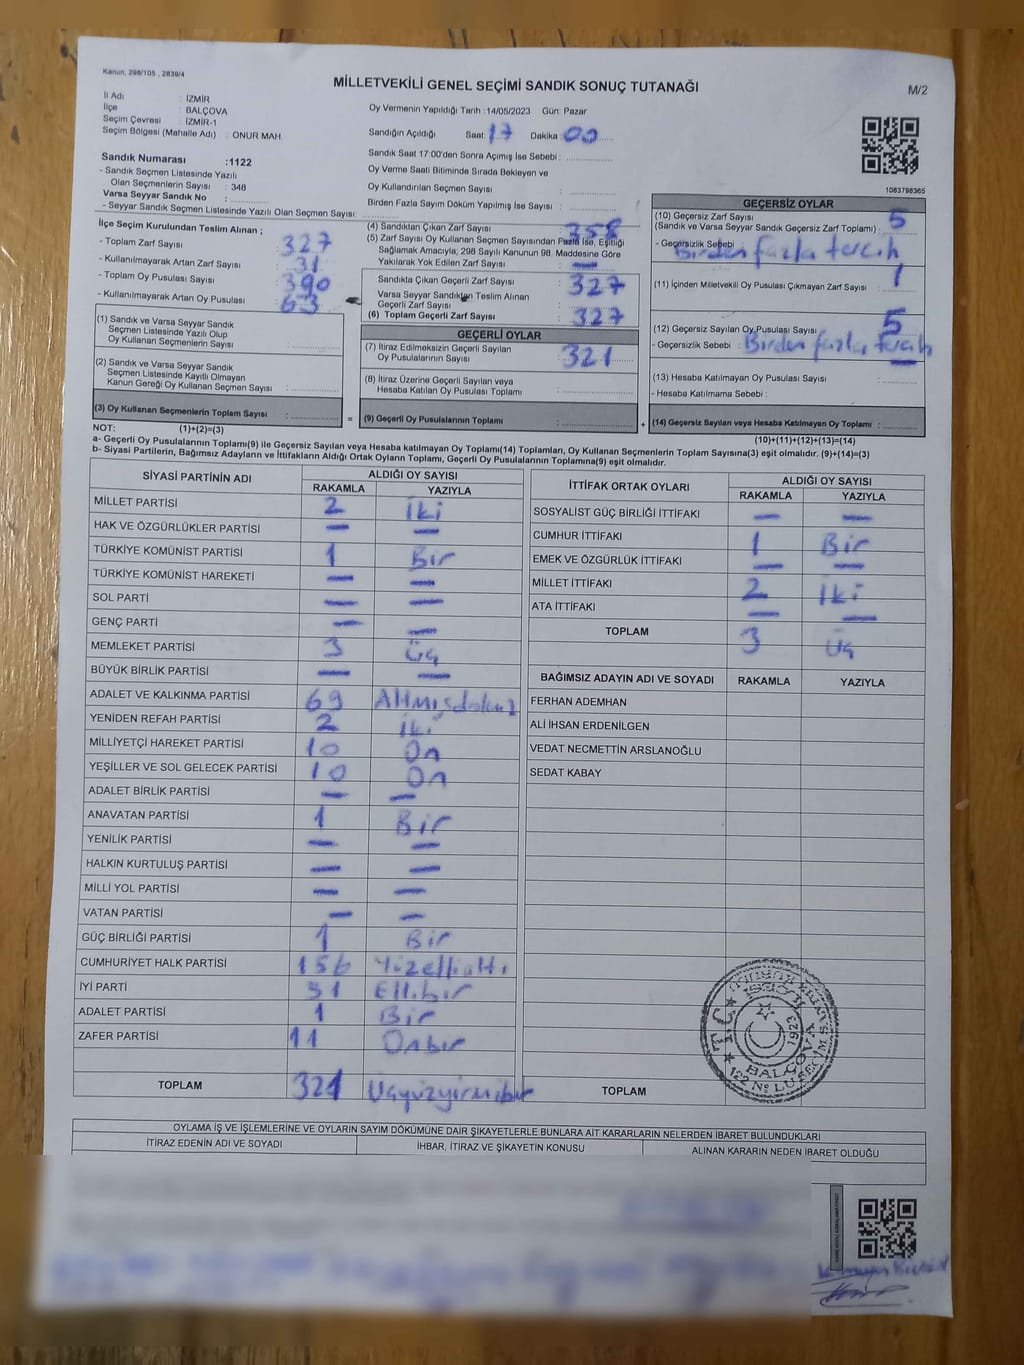 Kanun, 298/105 , 2839/4
MİLLETVEKİLİ GENEL SEÇİMİ SANDIK SONUÇ TUTANAĞI
M/2
İl Adı : İZMİR
İlçe : BALÇOVA
Seçim Çevresi : İZMİR-1
Seçim Bölgesi (Mahalle Adı) : ONUR MAH
Sandık Numarası :1122
- Sandık Seçmen Listesinde Yazılı
Olan Seçmenlerin Sayısı : 348
Varsa Seyyar Sandık No :
- Seyyar Sandık Seçmen Listesinde Yazılı Olan Seçmen Sayısı:
Oy Vermenin Yapıldığı Tarih :14/05/2023 Gün: Pazar
Sandığın Açıldığı Saat: 17 Dakika 00
Sandık Saat 17:00'den Sonra Açımış İse Sebebi :
Oy Verme Saati Bitiminde Sırada Bekleyen ve
Oy Kullandırılan Seçmen Sayısı :
Birden Fazla Sayım Döküm Yapılmış İse Sayısı :
1083798365
İlçe Seçim Kurulundan Teslim Alınan ;
- Toplam Zarf Sayısı : 327
- Kullanılmayarak Artan Zarf Sayısı : 31
- Toplam Oy Pusulası Sayısı : 390
- Kullanılmayarak Artan Oy Pusulası : 63
(1) Sandık ve Varsa Seyyar Sandık
Seçmen Listesinde Yazılı Olup
Oy Kullanan Seçmenlerin Sayısı :
(2) Sandık ve Varsa Seyyar Sandık
Seçmen Listesinde Kayıtlı Olmayan
Kanun Gereği Oy Kullanan Seçmen Sayısı :
(3) Oy Kullanan Seçmenlerin Toplam Sayısı :
(4) Sandıktan Çıkan Zarf Sayısı : 358
(5) Zarf Sayısı Oy Kullanan Seçmen Sayısından Fazla İse, Eşitliği
Sağlamak Amacıyla, 298 Sayılı Kanunun 98. Maddesine Göre
Yakılarak Yok Edilen Zarf Sayısı : —
Sandıkta Çıkan Geçerli Zarf Sayısı : 327
Varsa Seyyar Sandıktan Teslim Alınan
Geçerli Zarf Sayısı :
(6) Toplam Geçerli Zarf Sayısı : 327
GEÇERLİ OYLAR
(7) İtiraz Edilmeksizin Geçerli Sayılan
Oy Pusulalarının Sayısı : 321
(8) İtiraz Üzerine Geçerli Sayılan veya
Hesaba Katılan Oy Pusulası Toplamı :
= (9) Geçerli Oy Pusulalarının Toplamı :
GEÇERSİZ OYLAR
(10) Geçersiz Zarf Sayısı
(Sandık ve Varsa Seyyar Sandık Geçersiz Zarf Toplamı) : 5
- Geçersizlik Sebebi : Birden fazla tercih
(11) İçinden Milletvekili Oy Pusulası Çıkmayan Zarf Sayısı : 1
(12) Geçersiz Sayılan Oy Pusulası Sayısı : 5
- Geçersizlik Sebebi : Birden fazla tercih
(13) Hesaba Katılmayan Oy Pusulası Sayısı : —
- Hesaba Katılmama Sebebi :
+ (14) Geçersiz Sayılan veya Hesaba Katılmayan Oy Toplamı :
NOT: (1)+(2)=(3)
(10)+(11)+(12)+(13)=(14)
a- Geçerli Oy Pusulalarının Toplamı(9) ile Geçersiz Sayılan veya Hesaba katılmayan Oy Toplamı(14) Toplamları, Oy Kullanan Seçmenlerin Toplam Sayısına(3) eşit olmalıdır. (9)+(14)=(3)
b- Siyasi Partilerin, Bağımsız Adayların ve İttifakların Aldığı Ortak Oyların Toplamı, Geçerli Oy Pusulalarının Toplamına(9) eşit olmalıdır.
SİYASİ PARTİNİN ADI ALDIĞI OY SAYISI
RAKAMLA YAZIYLA
MİLLET PARTİSİ 2 İki
HAK VE ÖZGÜRLÜKLER PARTİSİ — —
TÜRKİYE KOMÜNİST PARTİSİ 1 Bir
TÜRKİYE KOMÜNİST HAREKETİ — —
SOL PARTİ — —
GENÇ PARTİ — —
MEMLEKET PARTİSİ 3 Üç
BÜYÜK BİRLİK PARTİSİ — —
ADALET VE KALKINMA PARTİSİ 69 Altmışdokuz
YENİDEN REFAH PARTİSİ 2 İki
MİLLİYETÇİ HAREKET PARTİSİ 10 On
YEŞİLLER VE SOL GELECEK PARTİSİ 10 On
ADALET BİRLİK PARTİSİ — —
ANAVATAN PARTİSİ 1 Bir
YENİLİK PARTİSİ — —
HALKIN KURTULUŞ PARTİSİ — —
MİLLİ YOL PARTİSİ — —
VATAN PARTİSİ — —
GÜÇ BİRLİĞİ PARTİSİ 1 Bir
CUMHURİYET HALK PARTİSİ 156 Yüzellialtı
İYİ PARTİ 51 Ellibir
ADALET PARTİSİ 1 Bir
ZAFER PARTİSİ 11 Onbir
TOPLAM 321 Üçyüzyirmibir
İTTİFAK ORTAK OYLARI ALDIĞI OY SAYISI
RAKAMLA YAZIYLA
SOSYALİST GÜÇ BİRLİĞİ İTTİFAKI — —
CUMHUR İTTİFAKI 1 Bir
EMEK VE ÖZGÜRLÜK İTTİFAKI — —
MİLLET İTTİFAKI 2 İki
ATA İTTİFAKI — —
TOPLAM 3 Üç
BAĞIMSIZ ADAYIN ADI VE SOYADI RAKAMLA YAZIYLA
FERHAN ADEMHAN
ALİ İHSAN ERDENİLGEN
VEDAT NECMETTİN ARSLANOĞLU
SEDAT KABAY
TOPLAM
T.C.
BALÇOVA
1923
OYLAMA İŞ VE İŞLEMLERİNE VE OYLARIN SAYIM DÖKÜMÜNE DAİR ŞİKAYETLERLE BUNLARA AİT KARARLARIN NELERDEN İBARET BULUNDUKLARI
İTİRAZ EDENİN ADI VE SOYADI İHBAR, İTİRAZ VE ŞİKAYETİN KONUSU ALINAN KARARIN NEDEN İBARET OLDUĞU